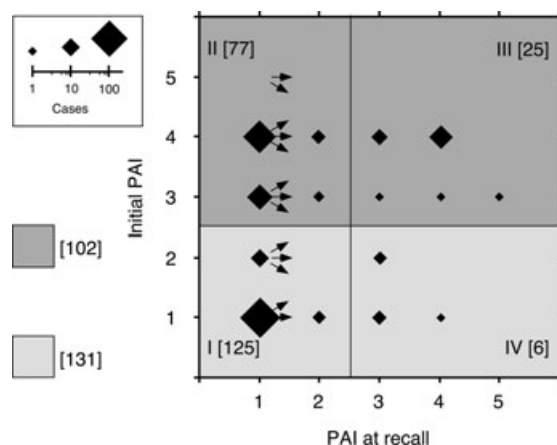 1 10 100
Cases
[102]
[131]
II [77] III [25]
5
4
3
2
1
Initial PAI
I [125] IV [6]
1 2 3 4 5
PAI at recall